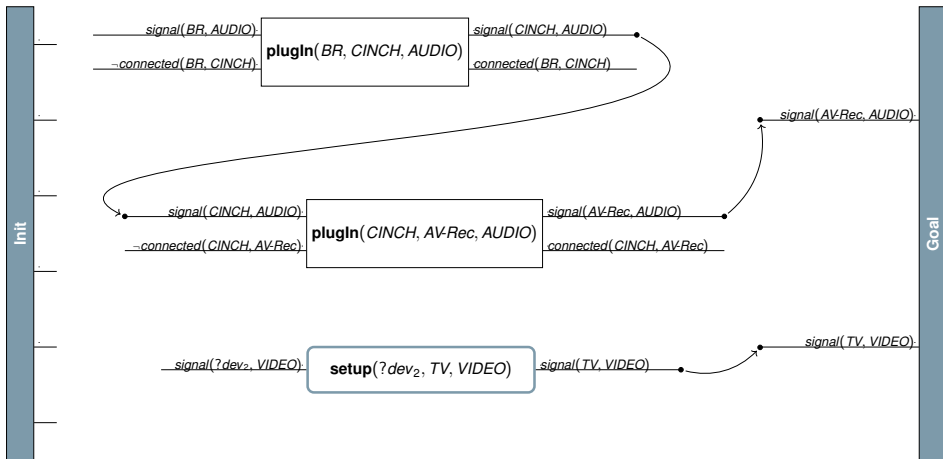 signal(BR, AUDIO)
plugIn(BR, CINCH, AUDIO)
signal(CINCH, AUDIO)
¬connected(BR, CINCH)
connected(BR, CINCH)
signal(AV-Rec, AUDIO)
signal(CINCH, AUDIO)
plugIn(CINCH, AV-Rec, AUDIO)
signal(AV-Rec, AUDIO)
¬connected(CINCH, AV-Rec)
connected(CINCH, AV-Rec)
Init
Goal
signal(TV, VIDEO)
signal(?dev₂, VIDEO)
setup(?dev₂, TV, VIDEO)
signal(TV, VIDEO)